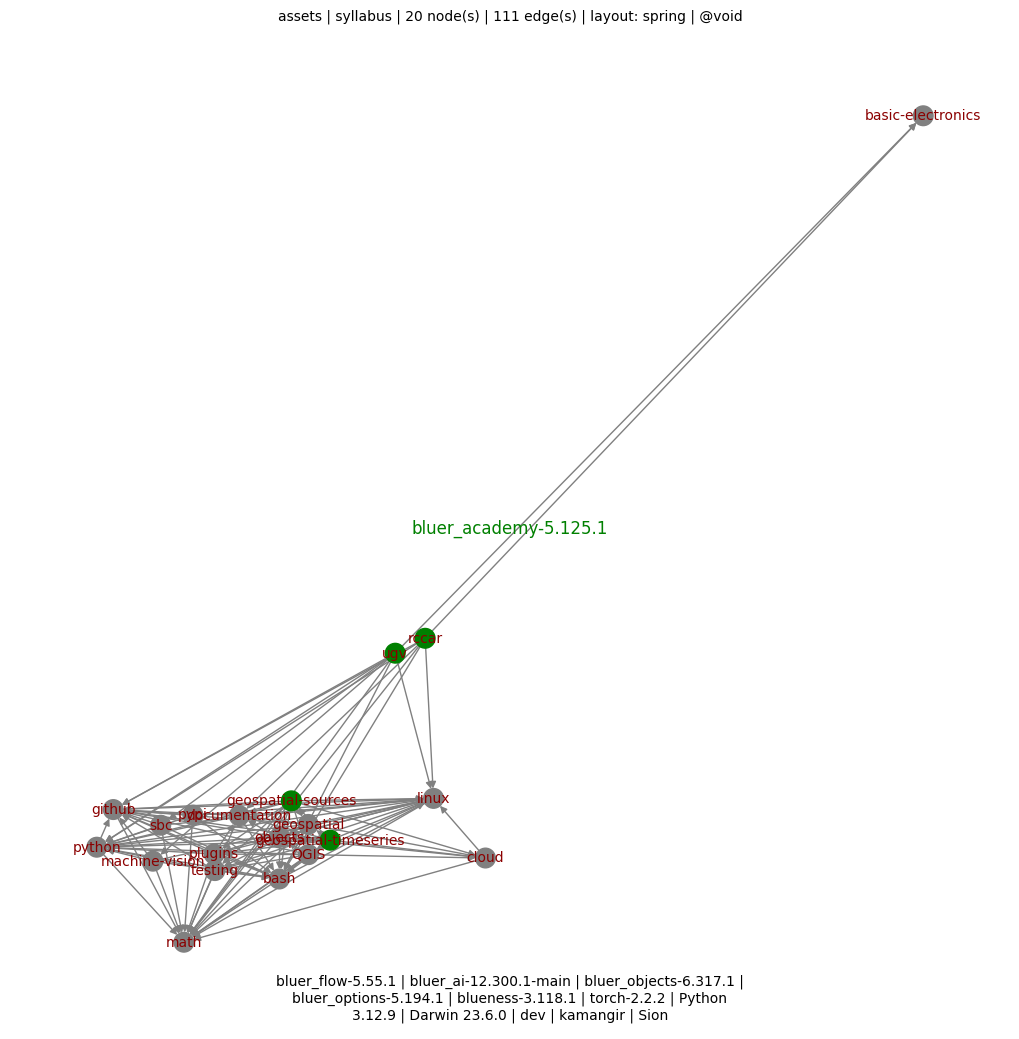 assets | syllabus | 20 node(s) | 111 edge(s) | layout: spring | @void
basic-electronics
bluer_academy-5.125.1
rccar
ugv
geospatial-sources
linux
github
pypi
documentation
sbc
geospatial
objects
geospatial-timeseries
python
plugins
QGIS
cloud
machine-vision
testing
bash
math
bluer_flow-5.55.1 | bluer_ai-12.300.1-main | bluer_objects-6.317.1 |
bluer_options-5.194.1 | blueness-3.118.1 | torch-2.2.2 | Python
3.12.9 | Darwin 23.6.0 | dev | kamangir | Sion